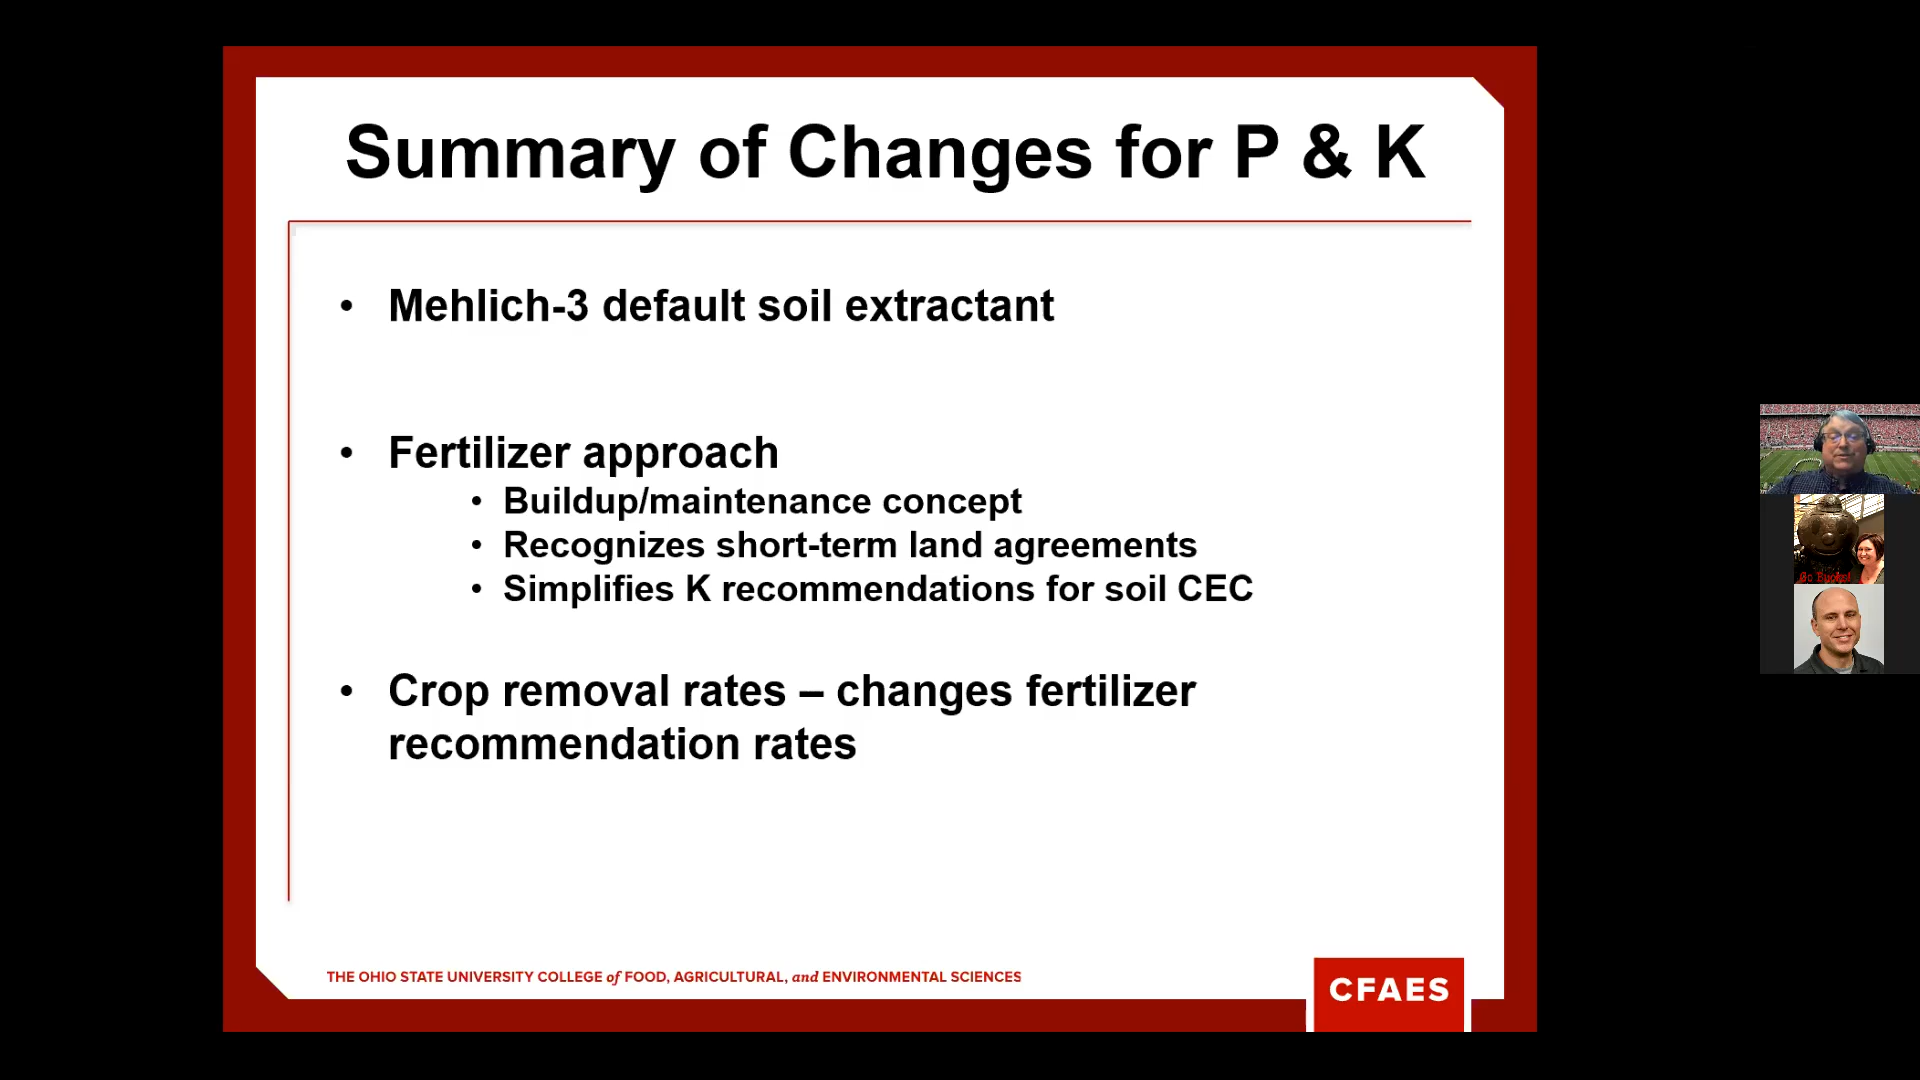 Summary of Changes for P & K
• Mehlich-3 default soil extractant
• Fertilizer approach
• Buildup/maintenance concept
• Recognizes short-term land agreements
• Simplifies K recommendations for soil CEC
• Crop removal rates – changes fertilizer
recommendation rates
THE OHIO STATE UNIVERSITY COLLEGE of FOOD, AGRICULTURAL, and ENVIRONMENTAL SCIENCES
CFAES